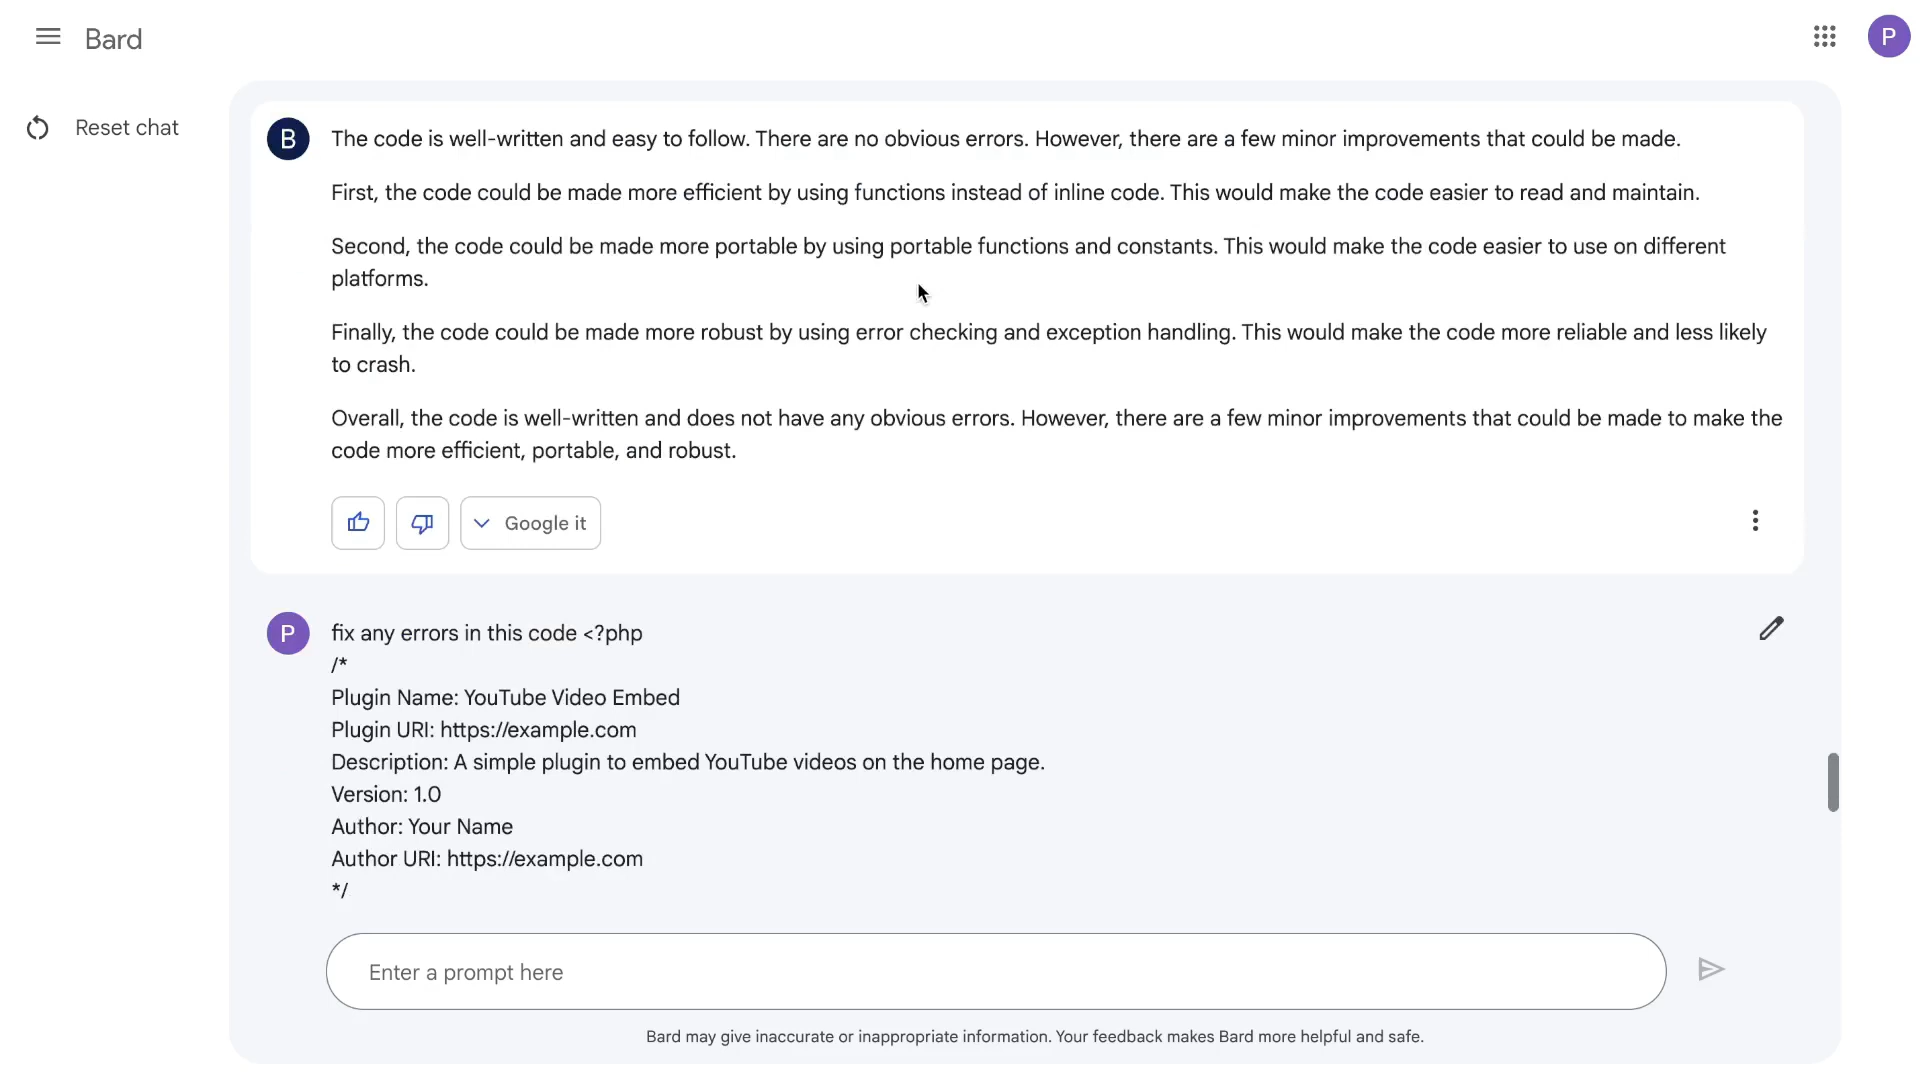 Bard
P
Reset chat
B
The code is well-written and easy to follow. There are no obvious errors. However, there are a few minor improvements that could be made.
First, the code could be made more efficient by using functions instead of inline code. This would make the code easier to read and maintain.
Second, the code could be made more portable by using portable functions and constants. This would make the code easier to use on different
platforms.
Finally, the code could be made more robust by using error checking and exception handling. This would make the code more reliable and less likely
to crash.
Overall, the code is well-written and does not have any obvious errors. However, there are a few minor improvements that could be made to make the
code more efficient, portable, and robust.
Google it
P
fix any errors in this code <?php
/*
Plugin Name: YouTube Video Embed
Plugin URI: https://example.com
Description: A simple plugin to embed YouTube videos on the home page.
Version: 1.0
Author: Your Name
Author URI: https://example.com
*/
Enter a prompt here
Bard may give inaccurate or inappropriate information. Your feedback makes Bard more helpful and safe.